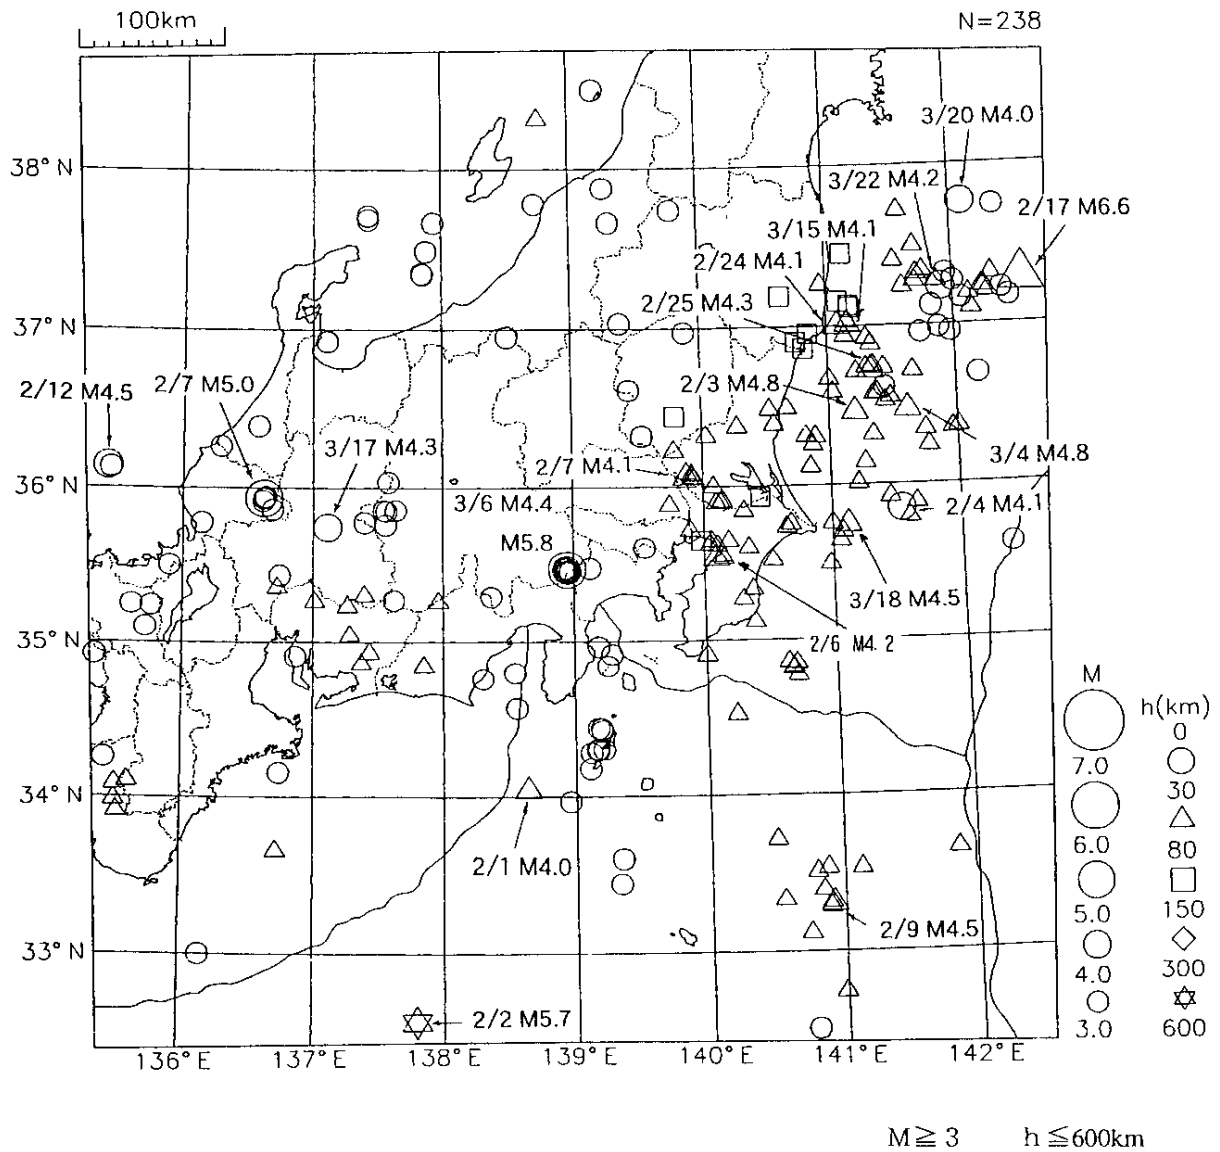 100km
N=238
3/20 M4.0
38° N
3/22 M4.2
2/17 M6.6
3/15 M4.1
2/24 M4.1
2/25 M4.3
37° N
2/12 M4.5
2/7 M5.0
2/3 M4.8
3/17 M4.3
3/4 M4.8
2/7 M4.1
36° N
3/6 M4.4
2/4 M4.1
M5.8
3/18 M4.5
35° N
2/6 M4.2
M
h(km)
0
7.0
30
34° N
6.0
80
2/1 M4.0
5.0
150
2/9 M4.5
33° N
4.0
300
2/2 M5.7
3.0
600
136° E
137° E
138° E
139° E
140° E
141° E
142° E
M≧3 h≦600km